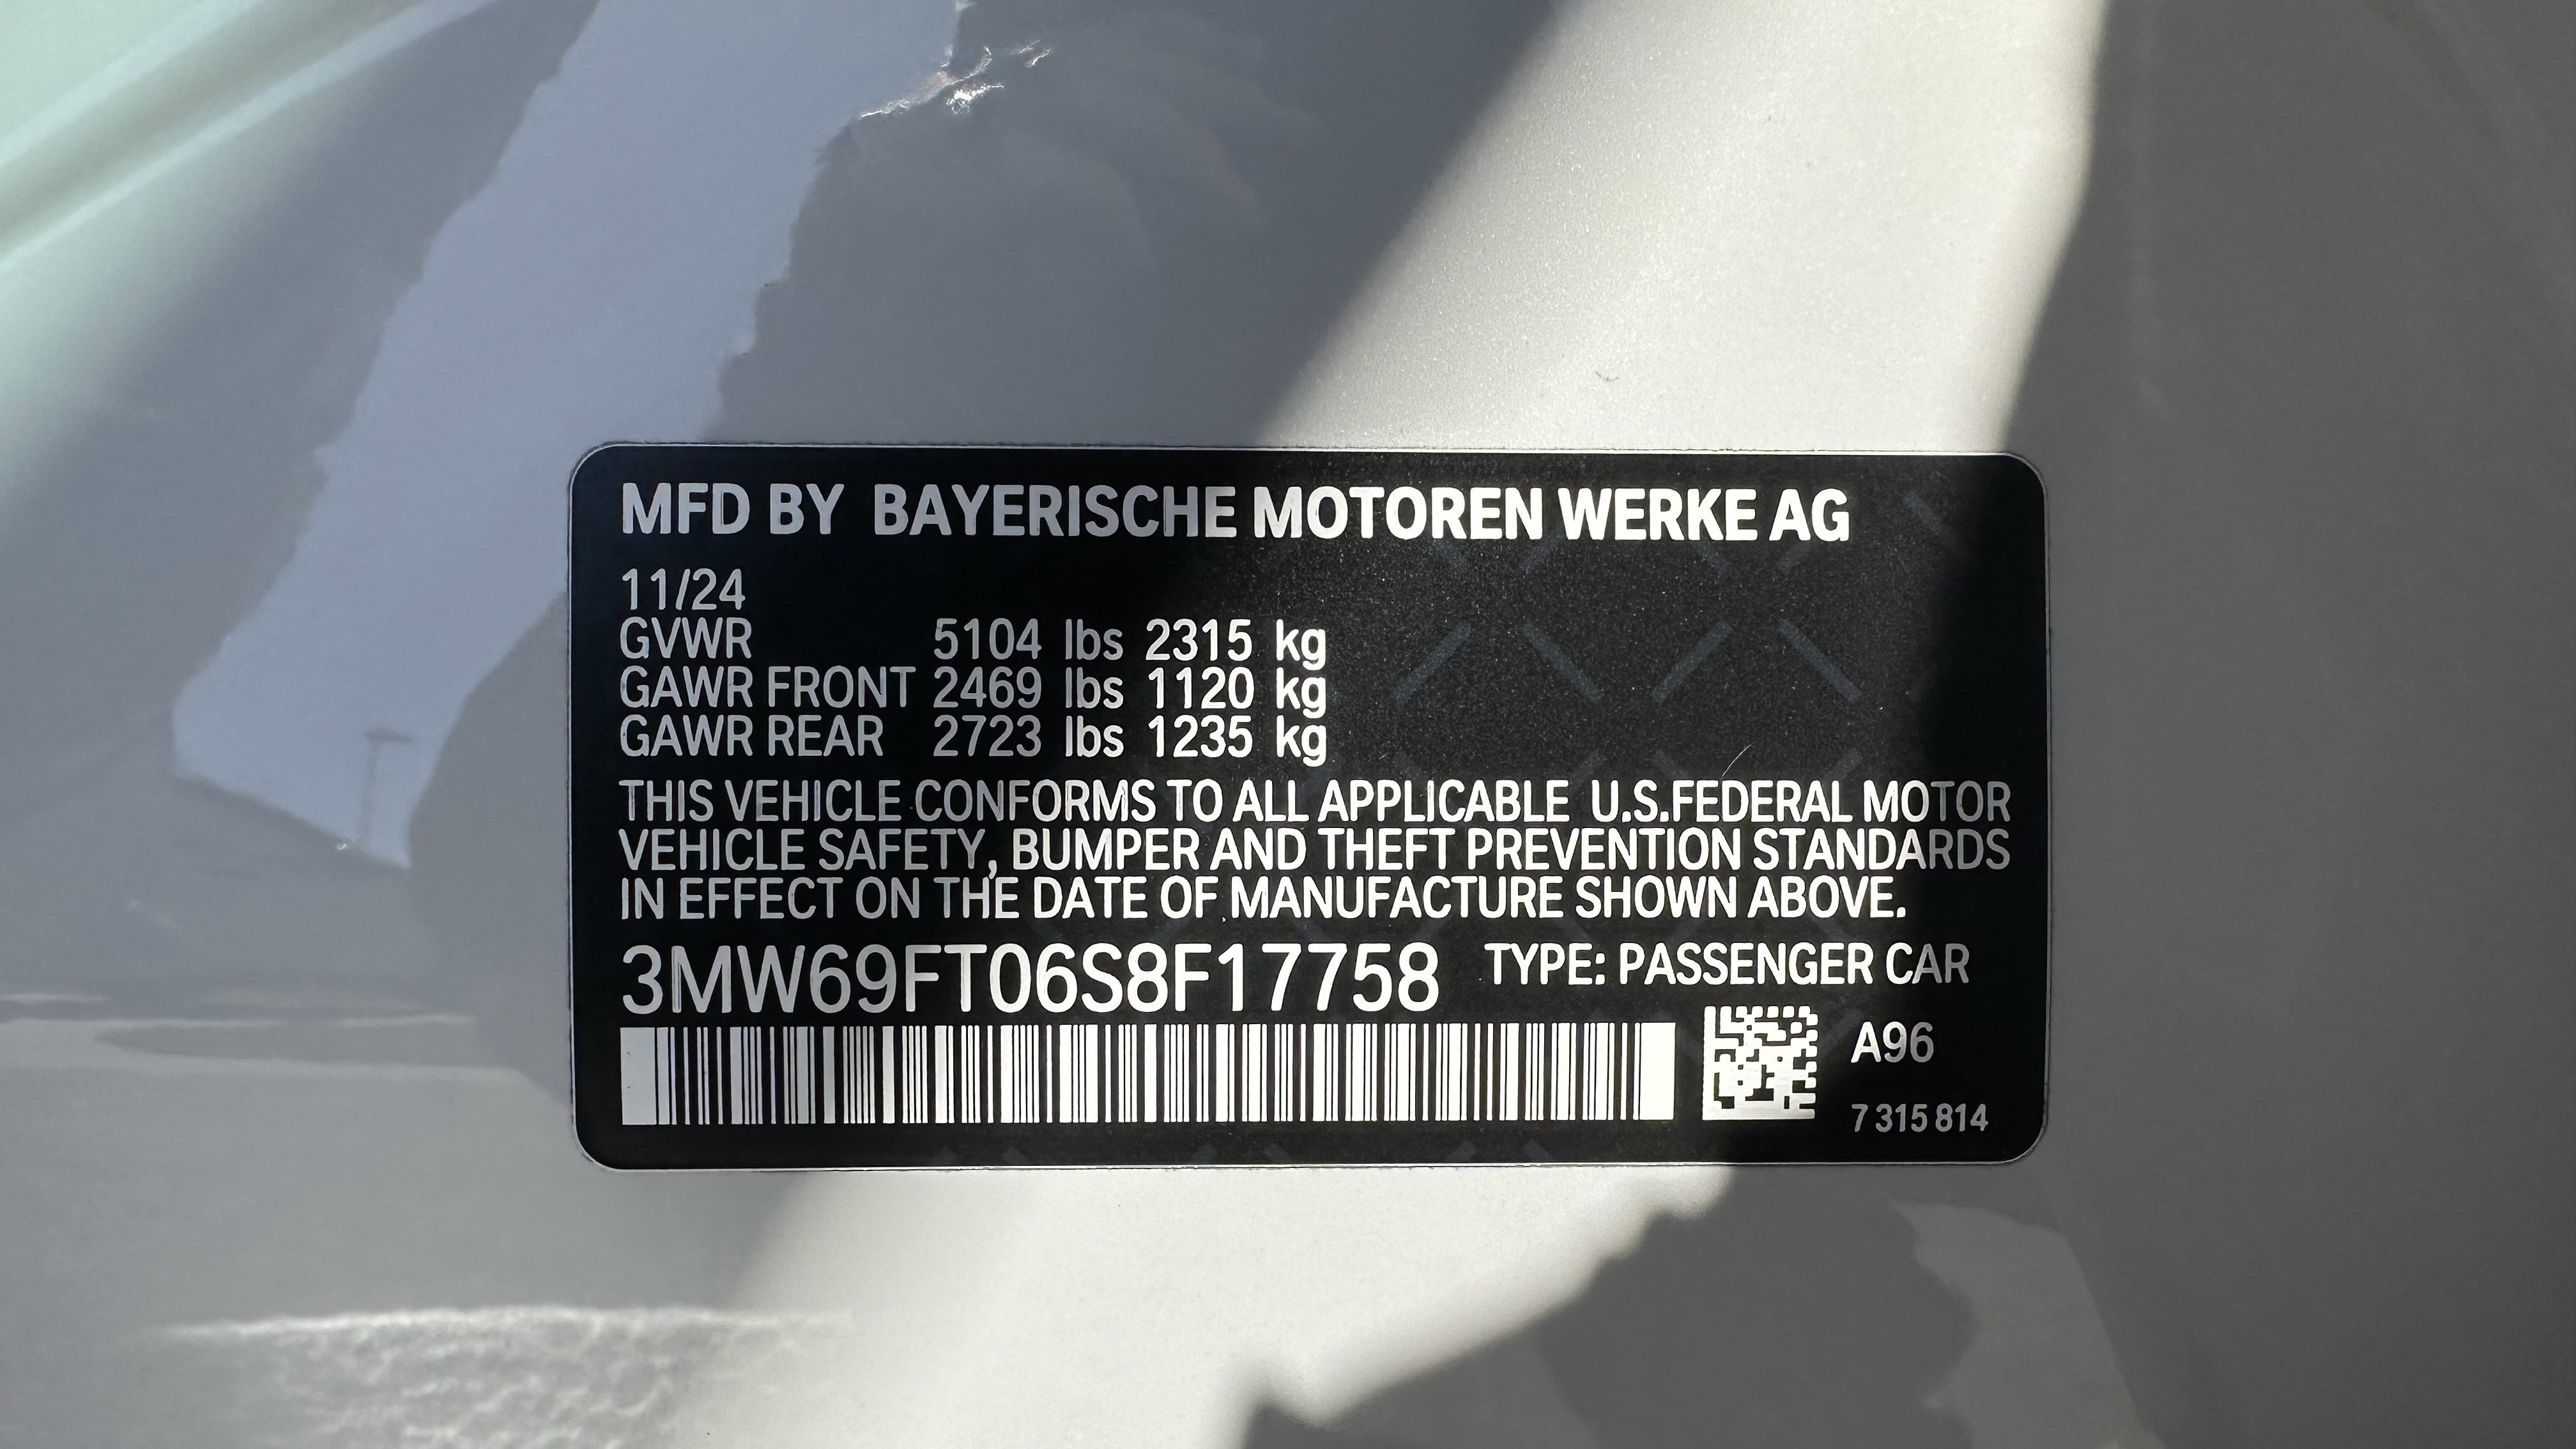 MFD BY BAYERISCHE MOTOREN WERKE AG
11/24
GVWR 5104 lbs 2315 kg
GAWR FRONT 2469 lbs 1120 kg
GAWR REAR 2723 lbs 1235 kg
THIS VEHICLE CONFORMS TO ALL APPLICABLE U.S.FEDERAL MOTOR
VEHICLE SAFETY, BUMPER AND THEFT PREVENTION STANDARDS
IN EFFECT ON THE DATE OF MANUFACTURE SHOWN ABOVE.
3MW69FT06S8F17758 TYPE: PASSENGER CAR
A96
7 315 814